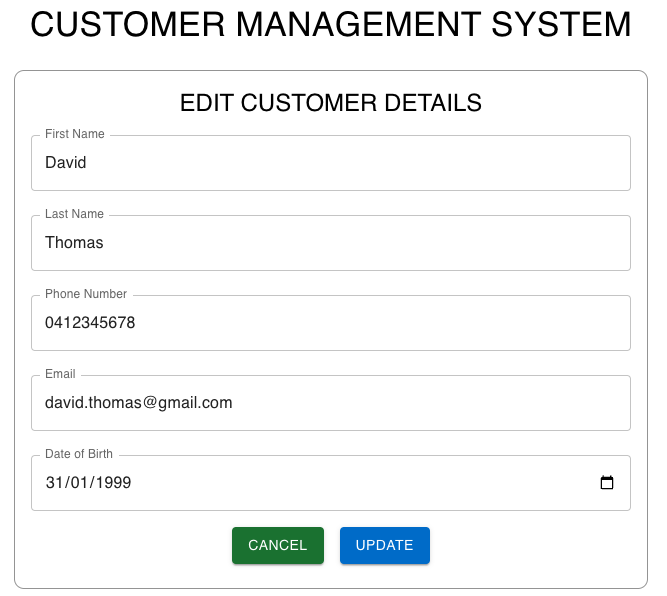 CUSTOMER MANAGEMENT SYSTEM
EDIT CUSTOMER DETAILS
First Name
David
Last Name
Thomas
Phone Number
0412345678
Email
david.thomas@gmail.com
Date of Birth
31/01/1999
CANCEL UPDATE